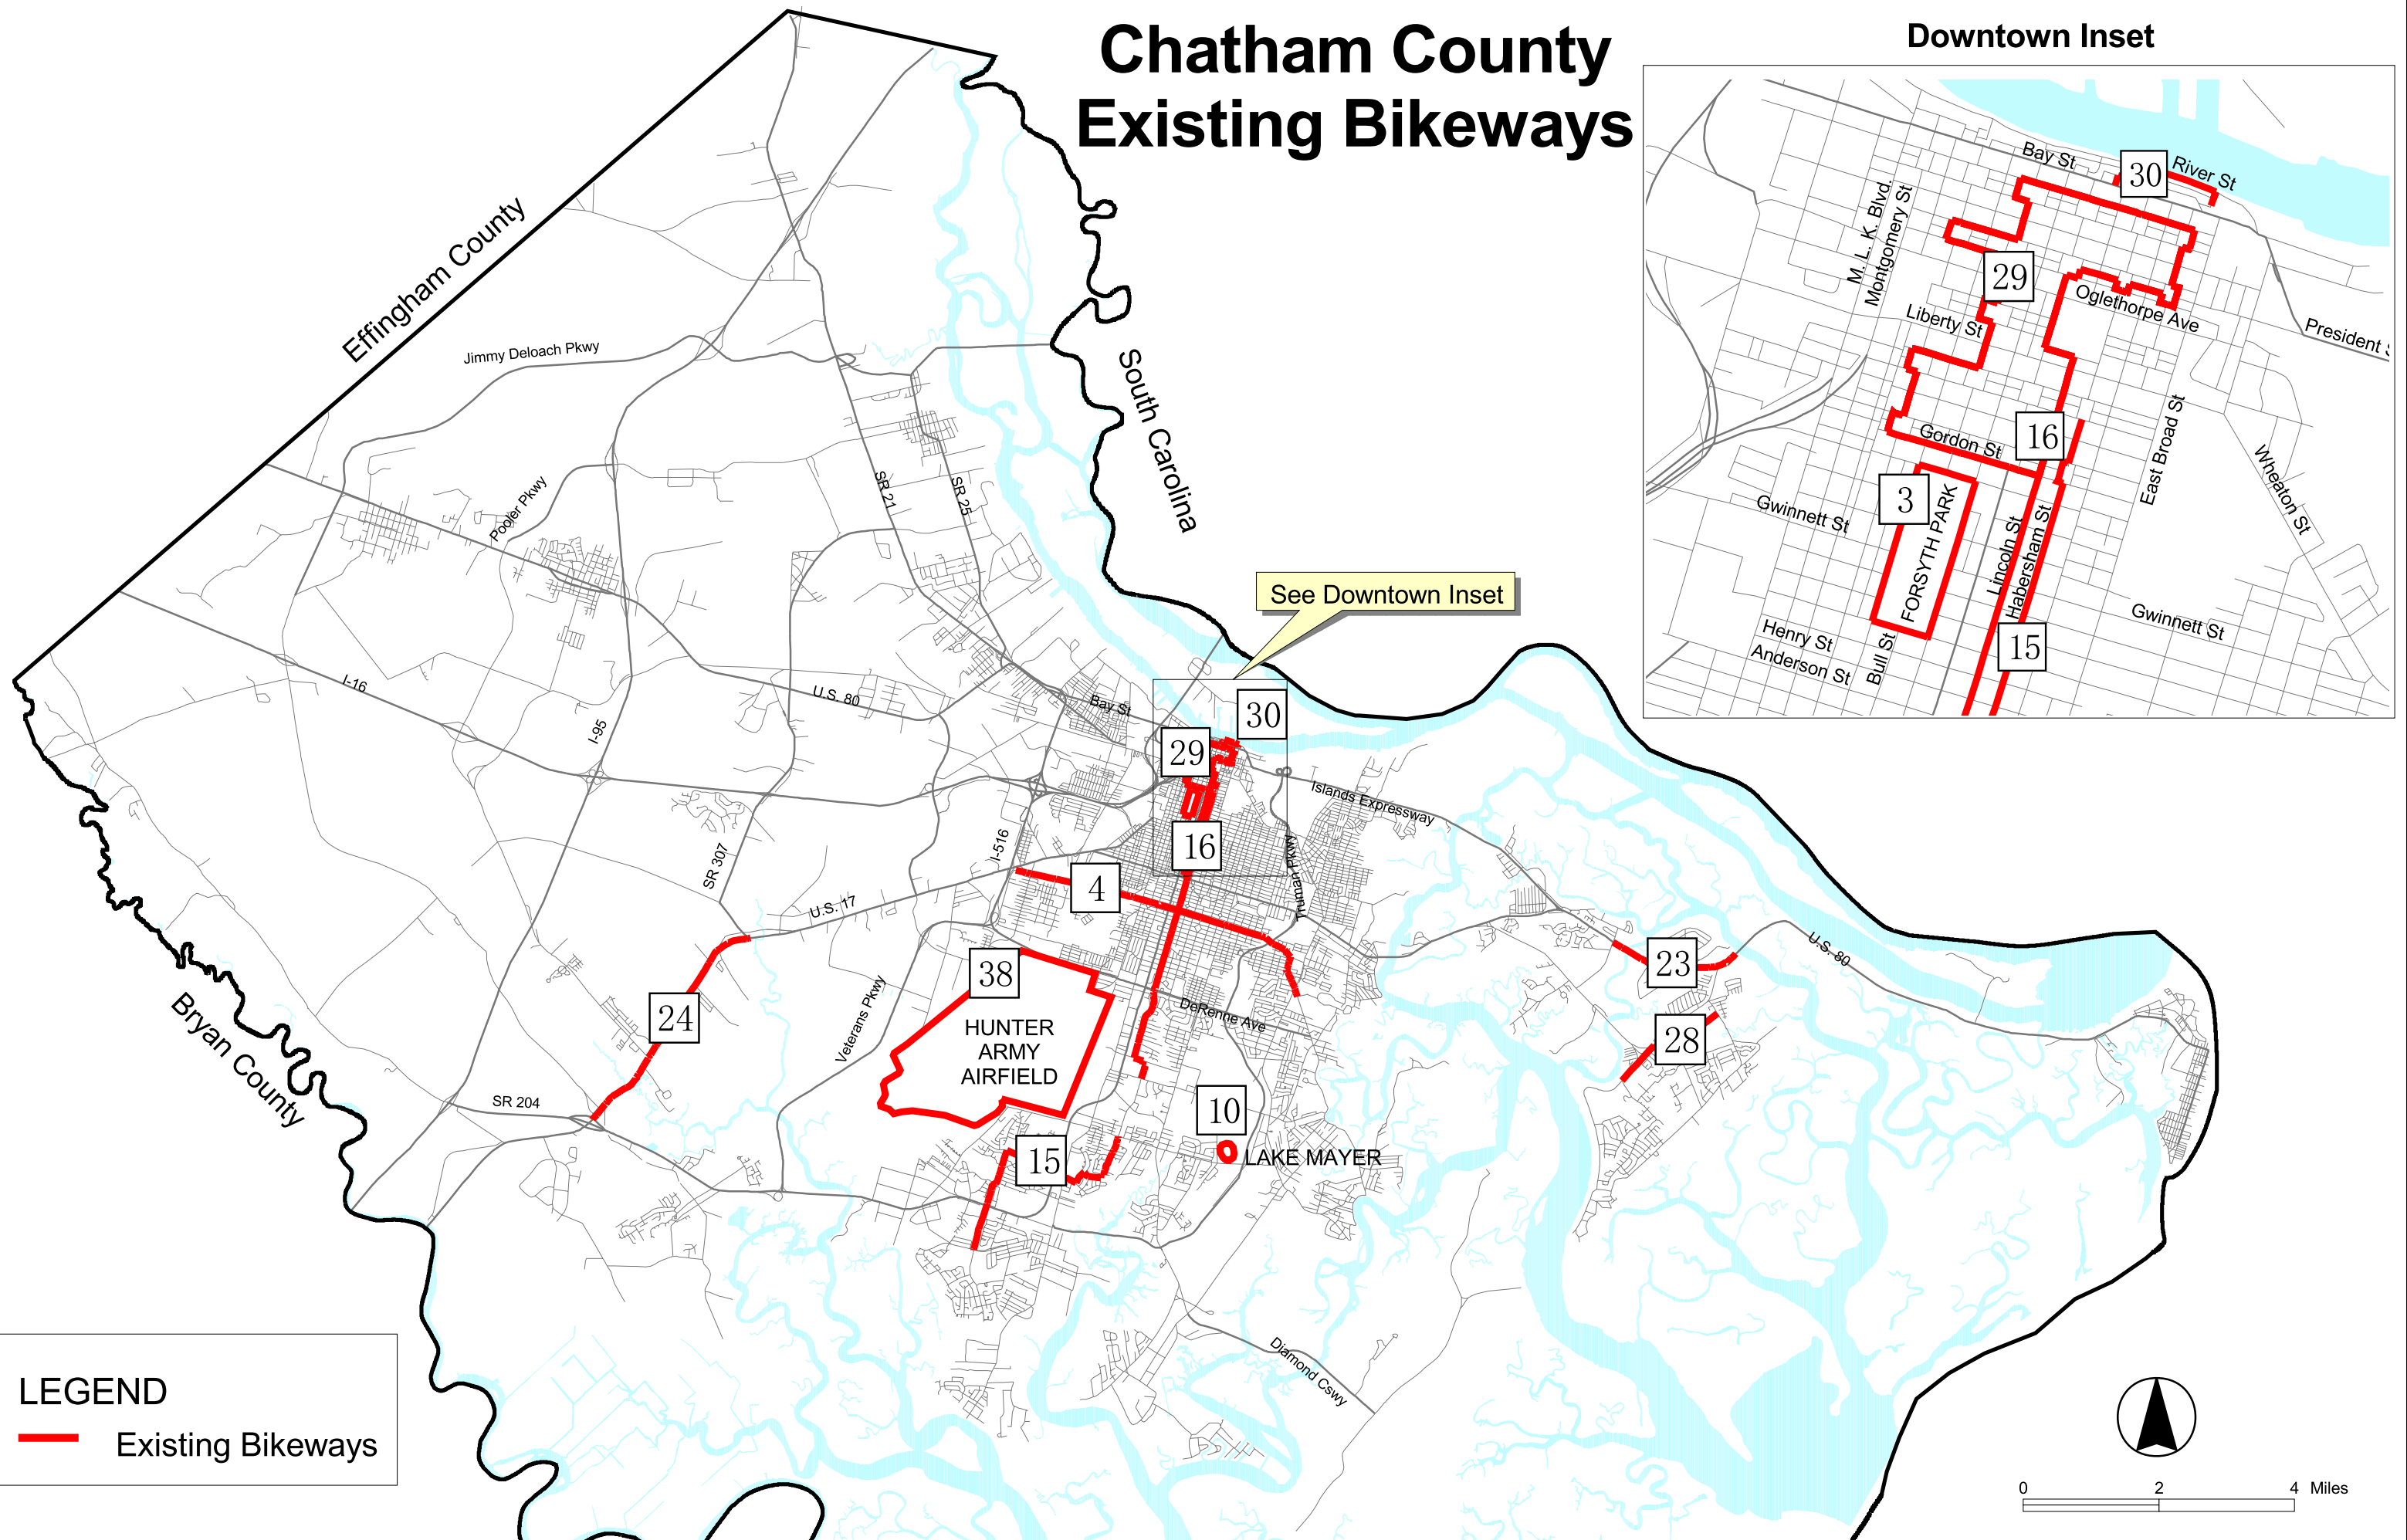 Chatham County
Existing Bikeways
Downtown Inset
Bay St
30
River St
M. L. K. Blvd.
Montgomery St
29
Oglethorpe Ave
Liberty St
President
16
Gordon St
East Broad St
Wheaton St
3
FORSYTH PARK
Gwinnett St
Lincoln St
Habersham St
Gwinnett St
15
Henry St
Anderson St
Bull St
Effingham County
Jimmy Deloach Pkwy
South Carolina
Pooler Pkwy
SR 21
SR 25
See Downtown Inset
I-16
U.S. 80
I-95
Bay St
30
29
Islands Expressway
16
I-516
SR 307
Truman Pkwy
4
U.S. 17
U.S. 80
23
38
24
Veterans Pkwy
DeRenne Ave
HUNTER
ARMY
AIRFIELD
28
Bryan County
SR 204
10
15
LAKE MAYER
Diamond Cswy
LEGEND
Existing Bikeways
0 2 4 Miles